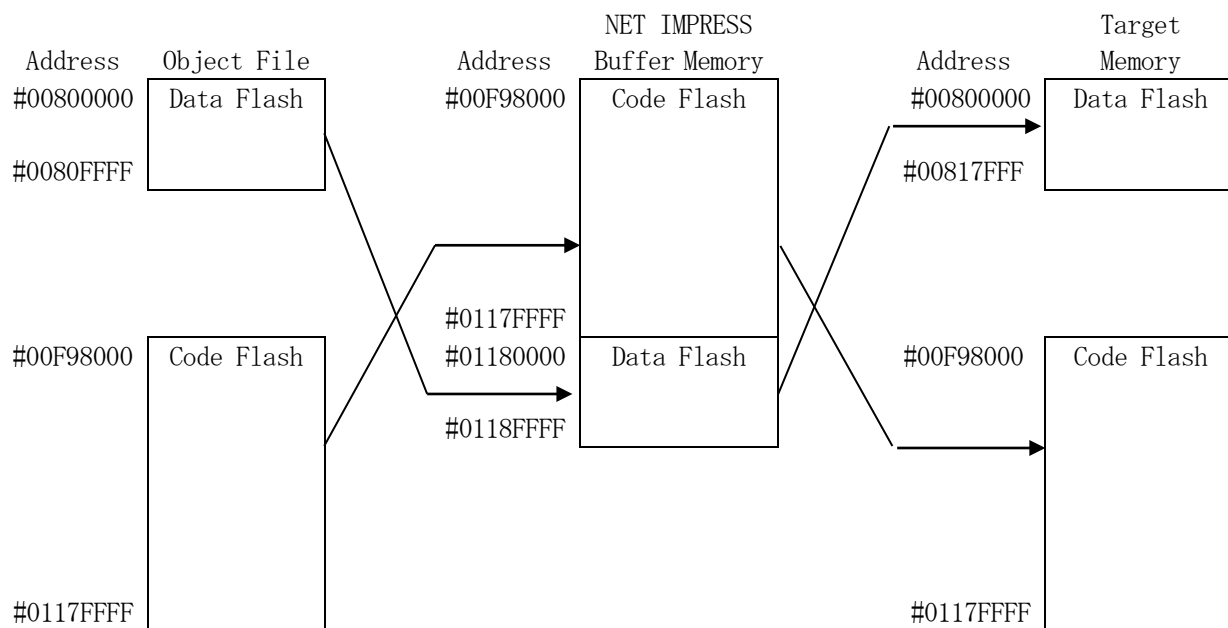 NET IMPRESS Target
Address Object File Address Buffer Memory Address Memory
#00800000 Data Flash #00F98000 Code Flash #00800000 Data Flash
#0080FFFF #00817FFF
#0117FFFF
#00F98000 Code Flash #01180000 Data Flash #00F98000 Code Flash
#0118FFFF
#0117FFFF #0117FFFF